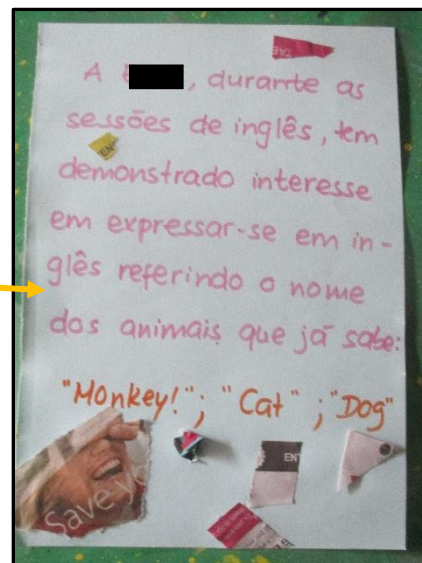 A , durante as
sessões de inglês, tem
demonstrado interesse
em expressar-se em in-
glês referindo o nome
dos animais que já sabe:
"Monkey!"; "Cat" ; "Dog"
Save
EN